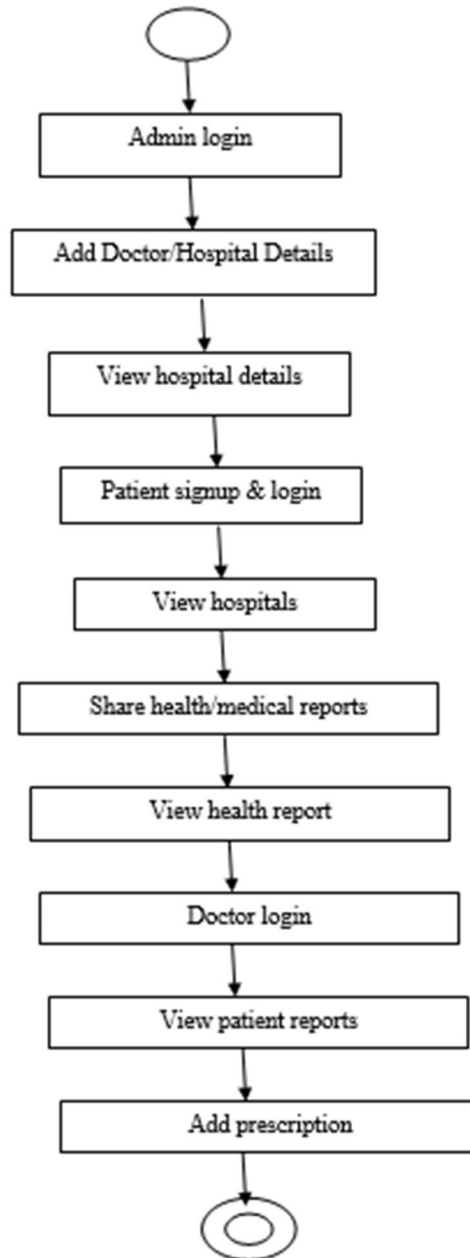 Admin login
Add Doctor/Hospital Details
View hospital details
Patient signup & login
View hospitals
Share health/medical reports
View health report
Doctor login
View patient reports
Add prescription